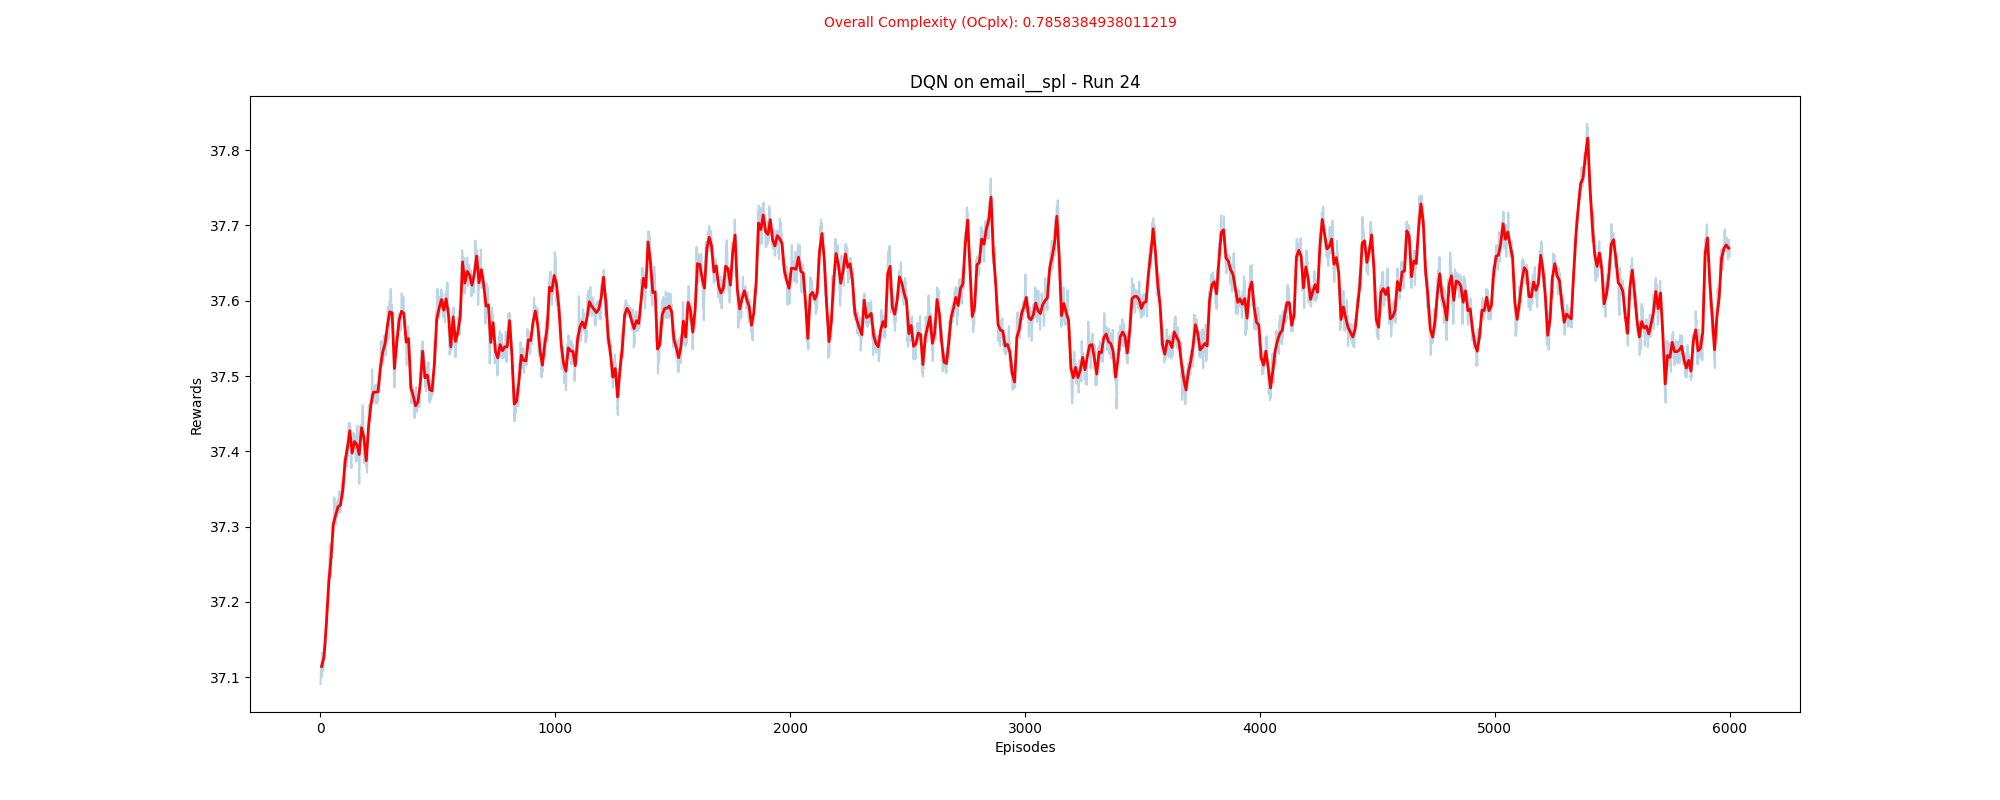 Overall Complexity (OCplx): 0.7858384938011219
DQN on email__spl - Run 24
37.8
37.7
37.6
37.5
37.4
37.3
37.2
37.1
Rewards
0 1000 2000 3000 4000 5000 6000
Episodes